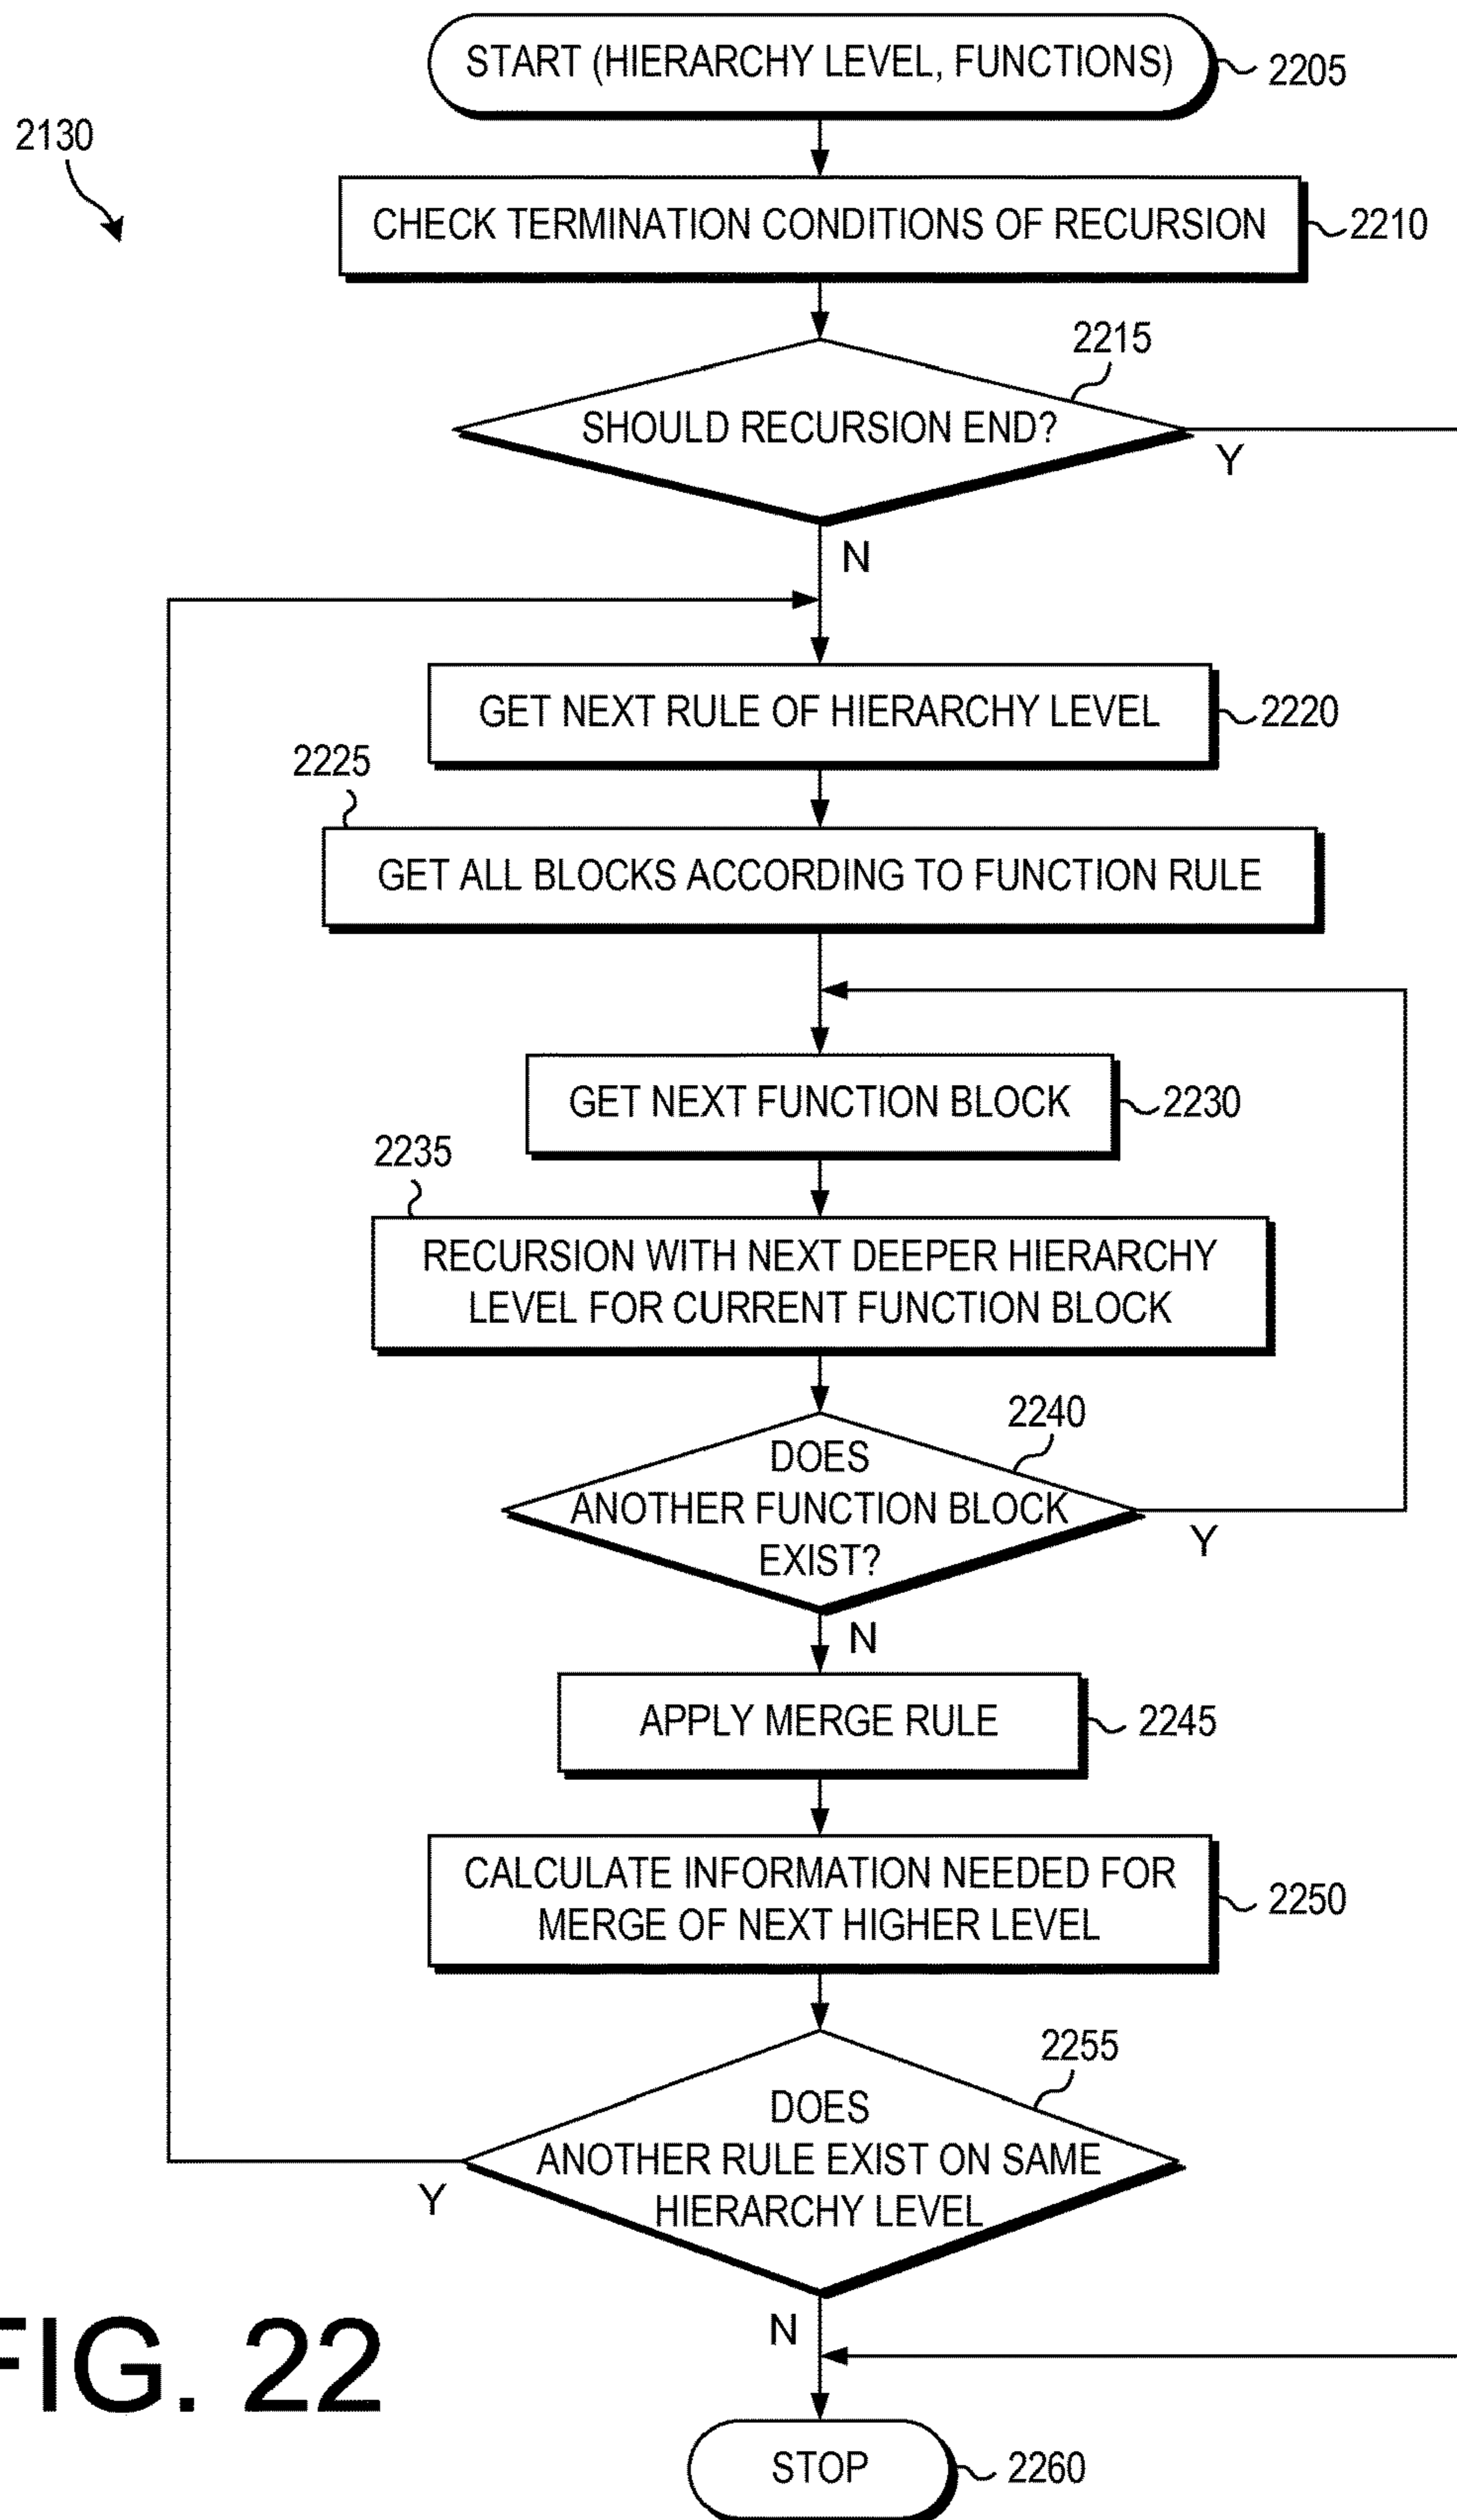 START (HIERARCHY LEVEL, FUNCTIONS)
2205
2130
CHECK TERMINATION CONDITIONS OF RECURSION
2210
2215
SHOULD RECURSION END?
Y
N
GET NEXT RULE OF HIERARCHY LEVEL
2220
2225
GET ALL BLOCKS ACCORDING TO FUNCTION RULE
GET NEXT FUNCTION BLOCK
2230
2235
RECURSION WITH NEXT DEEPER HIERARCHY
LEVEL FOR CURRENT FUNCTION BLOCK
2240
DOES
ANOTHER FUNCTION BLOCK
EXIST?
Y
N
APPLY MERGE RULE
2245
CALCULATE INFORMATION NEEDED FOR
MERGE OF NEXT HIGHER LEVEL
2250
2255
DOES
ANOTHER RULE EXIST ON SAME
HIERARCHY LEVEL
Y
N
FIG. 22
STOP
2260